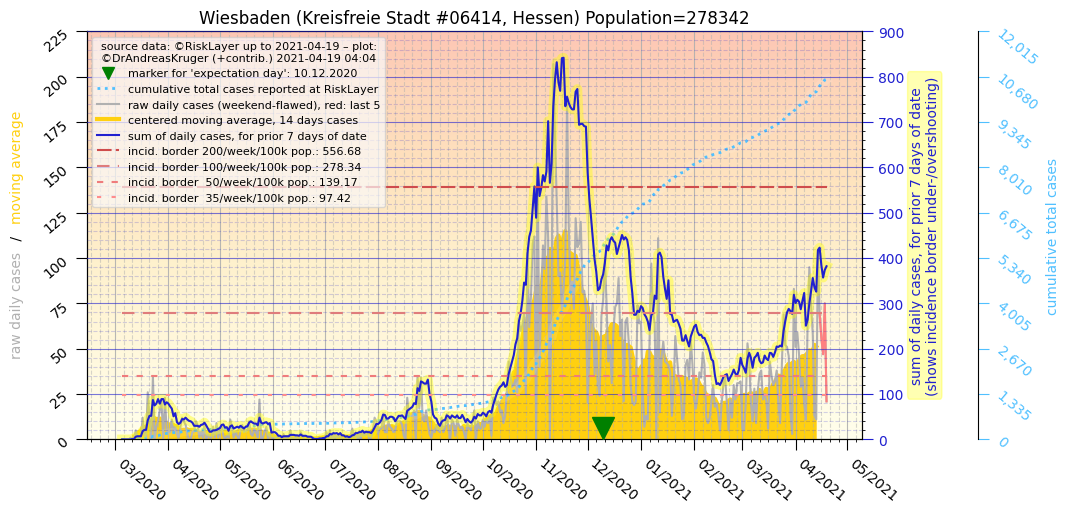 Wiesbaden (Kreisfreie Stadt #06414, Hessen) Population=278342
source data: ©RiskLayer up to 2021-04-19 – plot:
©DrAndreasKruger (+contrib.) 2021-04-19 04:04
marker for 'expectation day': 10.12.2020
cumulative total cases reported at RiskLayer
raw daily cases (weekend-flawed), red: last 5
centered moving average, 14 days cases
sum of daily cases, for prior 7 days of date
incid. border 200/week/100k pop.: 556.68
incid. border 100/week/100k pop.: 278.34
incid. border  50/week/100k pop.: 139.17
incid. border  35/week/100k pop.: 97.42
raw daily cases / moving average
225
200
175
150
125
100
75
50
25
0
03/2020
04/2020
05/2020
06/2020
07/2020
08/2020
09/2020
10/2020
11/2020
12/2020
01/2021
02/2021
03/2021
04/2021
05/2021
900
800
700
600
500
400
300
200
100
0
sum of daily cases, for prior 7 days of date
(shows incidence border under-/overshooting)
12,015
10,680
9,345
8,010
6,675
5,340
4,005
2,670
1,335
0
cumulative total cases